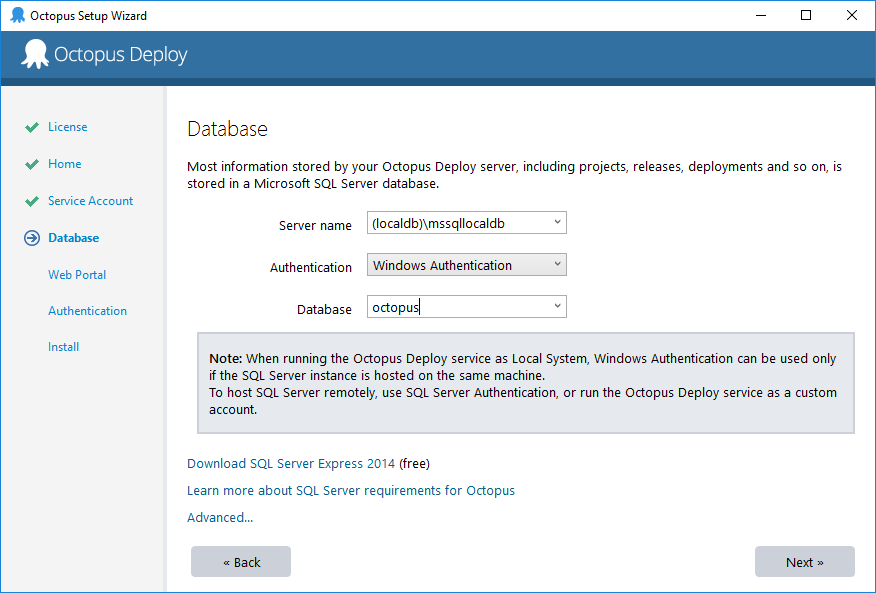 Octopus Setup Wizard
Octopus Deploy
License
Home
Service Account
Database
Web Portal
Authentication
Install
Database
Most information stored by your Octopus Deploy server, including projects, releases, deployments and so on, is
stored in a Microsoft SQL Server database.
Server name (localdb)\mssqllocaldb
Authentication Windows Authentication
Database octopus
Note: When running the Octopus Deploy service as Local System, Windows Authentication can be used only
if the SQL Server instance is hosted on the same machine.
To host SQL Server remotely, use SQL Server Authentication, or run the Octopus Deploy service as a custom
account.
Download SQL Server Express 2014 (free)
Learn more about SQL Server requirements for Octopus
Advanced...
« Back
Next »